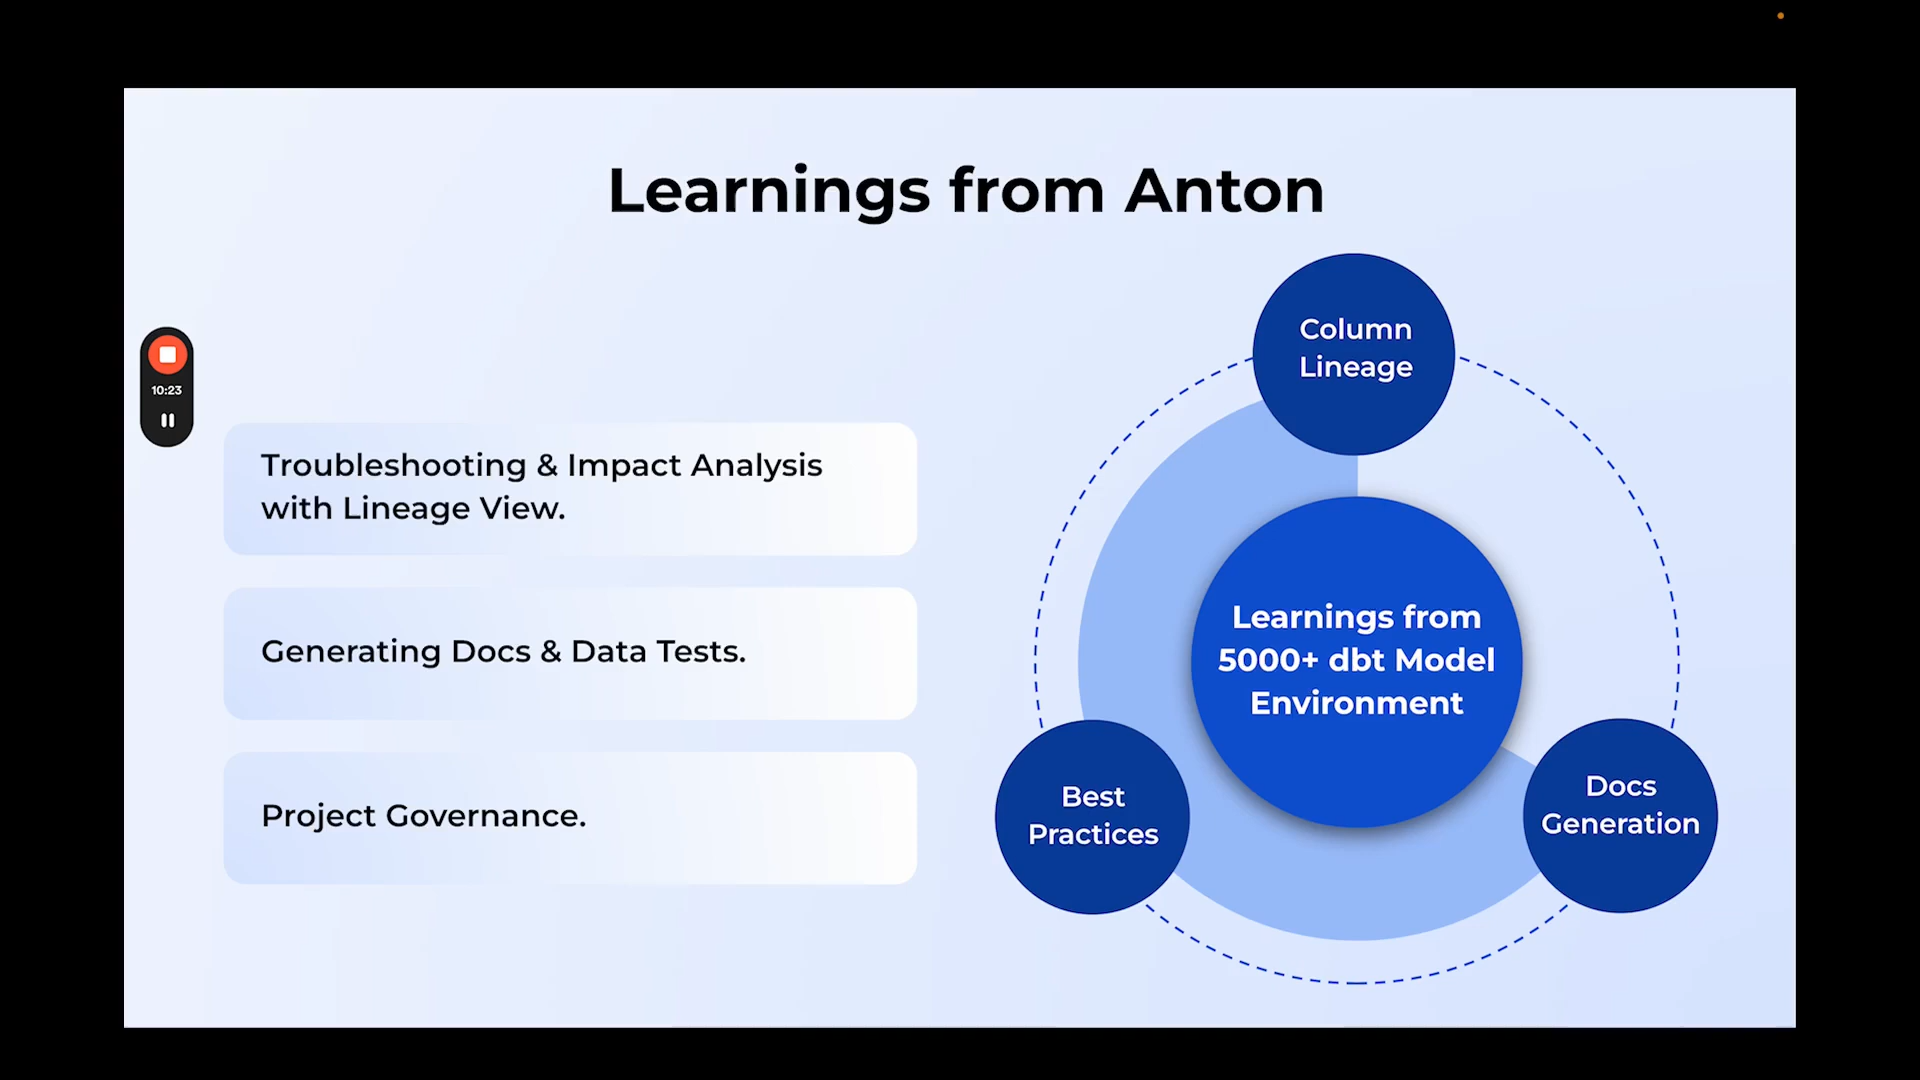 Learnings from Anton
10:23
Troubleshooting & Impact Analysis
with Lineage View.
Generating Docs & Data Tests.
Project Governance.
Column
Lineage
Learnings from
5000+ dbt Model
Environment
Best
Practices
Docs
Generation